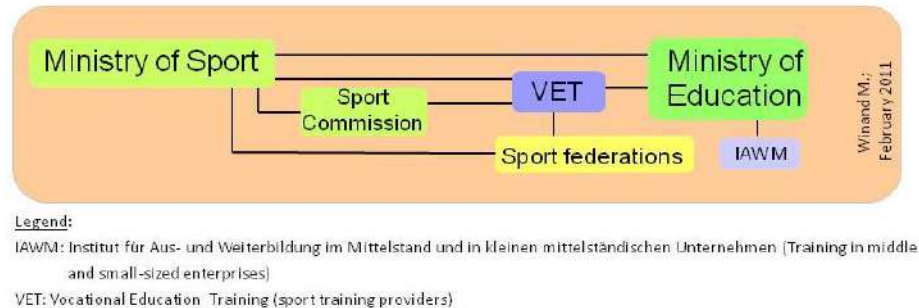 Ministry of Sport
Sport
Commission
VET
Ministry of
Education
Sport federations
IAWM
Winand M.;
February 2011
Legend:
IAWM: Institut für Aus- und Weiterbildung im Mittelstand und in kleinen mittelständischen Unternehmen (Training in middle
and small-sized enterprises)
VET: Vocational Education Training (sport training providers)